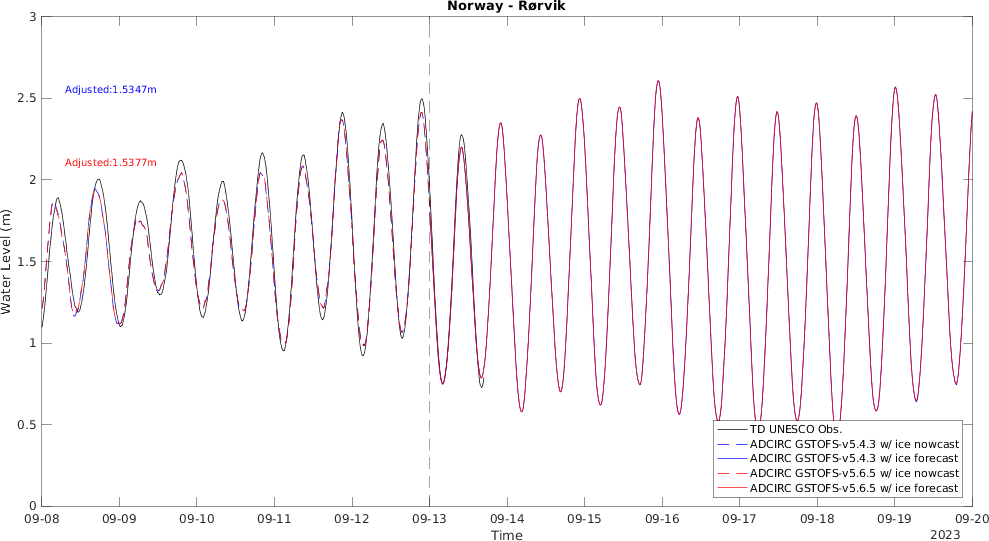 Norway - Rørvik
3
2.5
2
1.5
1
0.5
0
Water Level (m)
Adjusted:1.5347m
Adjusted:1.5377m
TD UNESCO Obs.
ADCIRC GSTOFS-v5.4.3 w/ ice nowcast
ADCIRC GSTOFS-v5.4.3 w/ ice forecast
ADCIRC GSTOFS-v5.6.5 w/ ice nowcast
ADCIRC GSTOFS-v5.6.5 w/ ice forecast
09-08 09-09 09-10 09-11 09-12 09-13 09-14 09-15 09-16 09-17 09-18 09-19 09-20
Time
2023